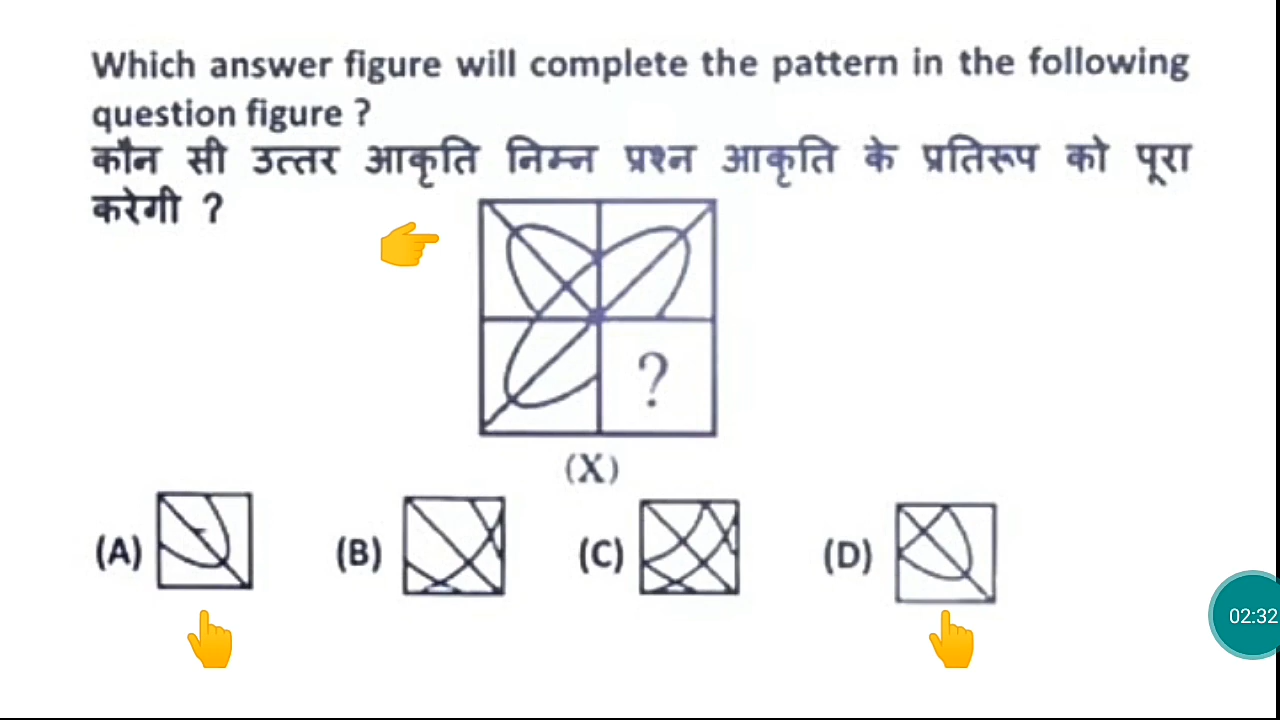 Which answer figure will complete the pattern in the following
question figure ?
कौन सी उत्तर आकृति निम्न प्रश्न आकृति के प्रतिरूप को पूरा
करेगी ?
?
(X)
(A) (B) (C) (D)
02:32